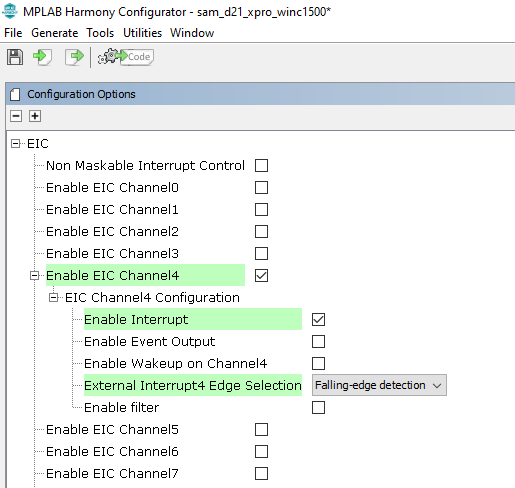 MPLAB Harmony Configurator - sam_d21_xpro_winc1500*
File Generate Tools Utilities Window
Code
Configuration Options
EIC
Non Maskable Interrupt Control
Enable EIC Channel0
Enable EIC Channel1
Enable EIC Channel2
Enable EIC Channel3
Enable EIC Channel4
EIC Channel4 Configuration
Enable Interrupt
Enable Event Output
Enable Wakeup on Channel4
External Interrupt4 Edge Selection Falling-edge detection
Enable filter
Enable EIC Channel5
Enable EIC Channel6
Enable EIC Channel7